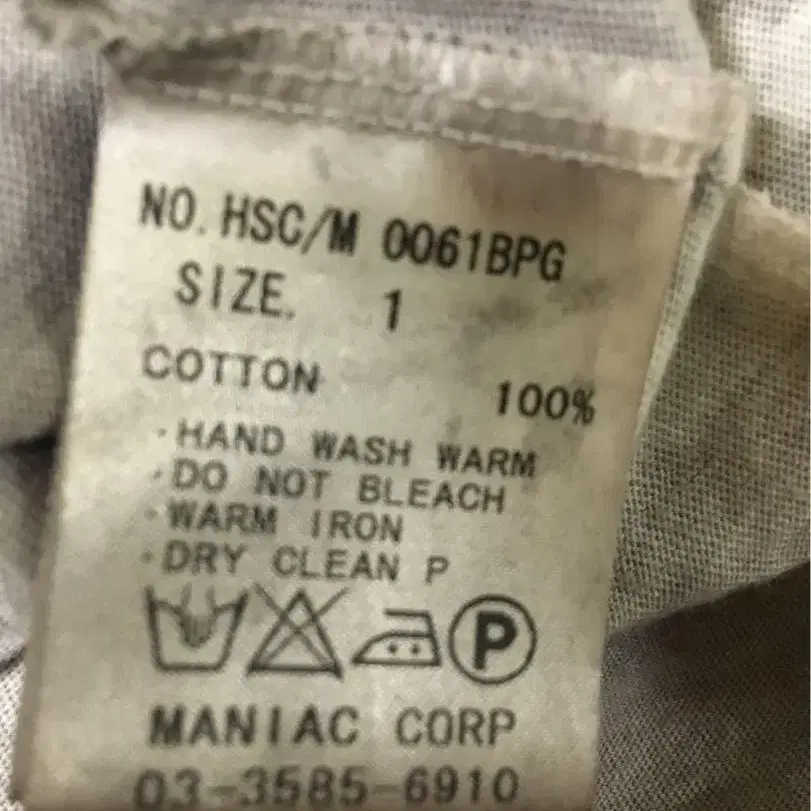 NO. HSC/M 0061BPG
SIZE. 1
COTTON 100%
・HAND WASH WARM
・DO NOT BLEACH
・WARM IRON
・DRY CLEAN P
P
MANIAC CORP
03-3585-6910